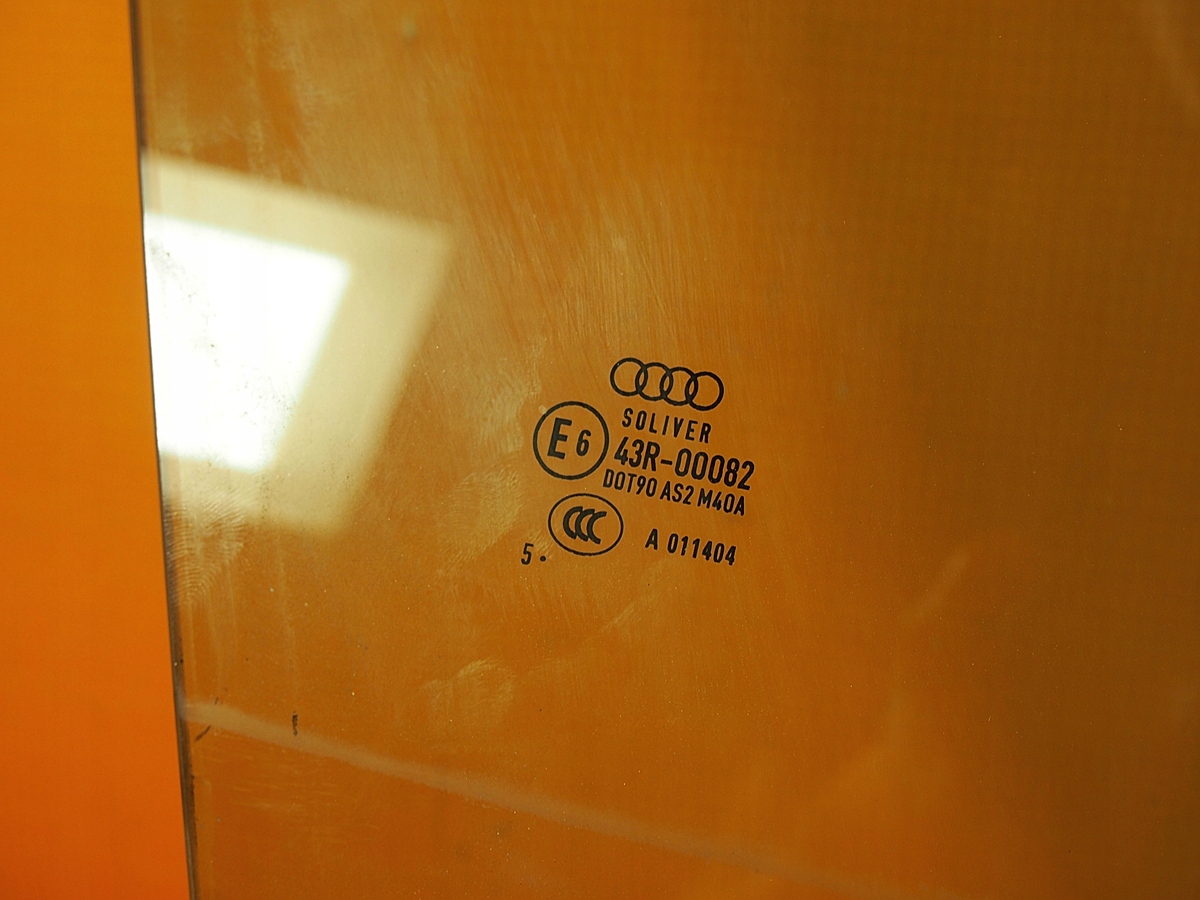 SOLIVER
E6 43R-00082
DOT90 AS2 M40A
CCC A 011404
5.